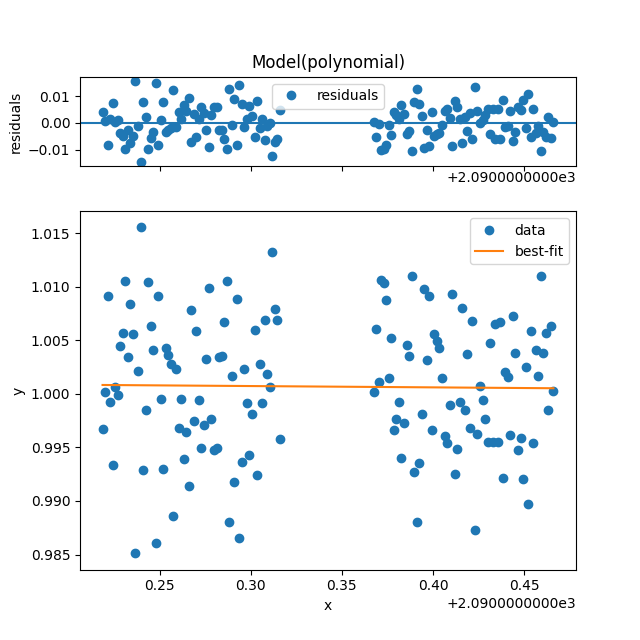 Model(polynomial)
residuals
0.01
0.00
−0.01
residuals
+2.0900000000e3
1.015
1.010
1.005
1.000
0.995
0.990
0.985
y
data
best-fit
0.25
0.30
0.35
0.40
0.45
x
+2.0900000000e3